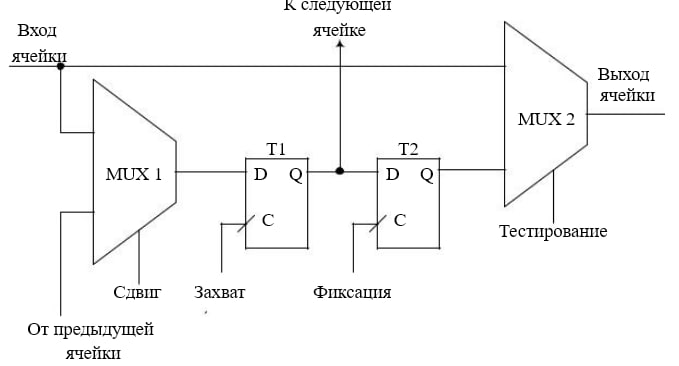 К следующей
ячейке
Вход
ячейки
Выход
ячейки
MUX 2
T1
T2
MUX 1
D
Q
D
Q
C
C
Тестирование
Сдвиг
Захват
Фиксация
От предыдущей
ячейки